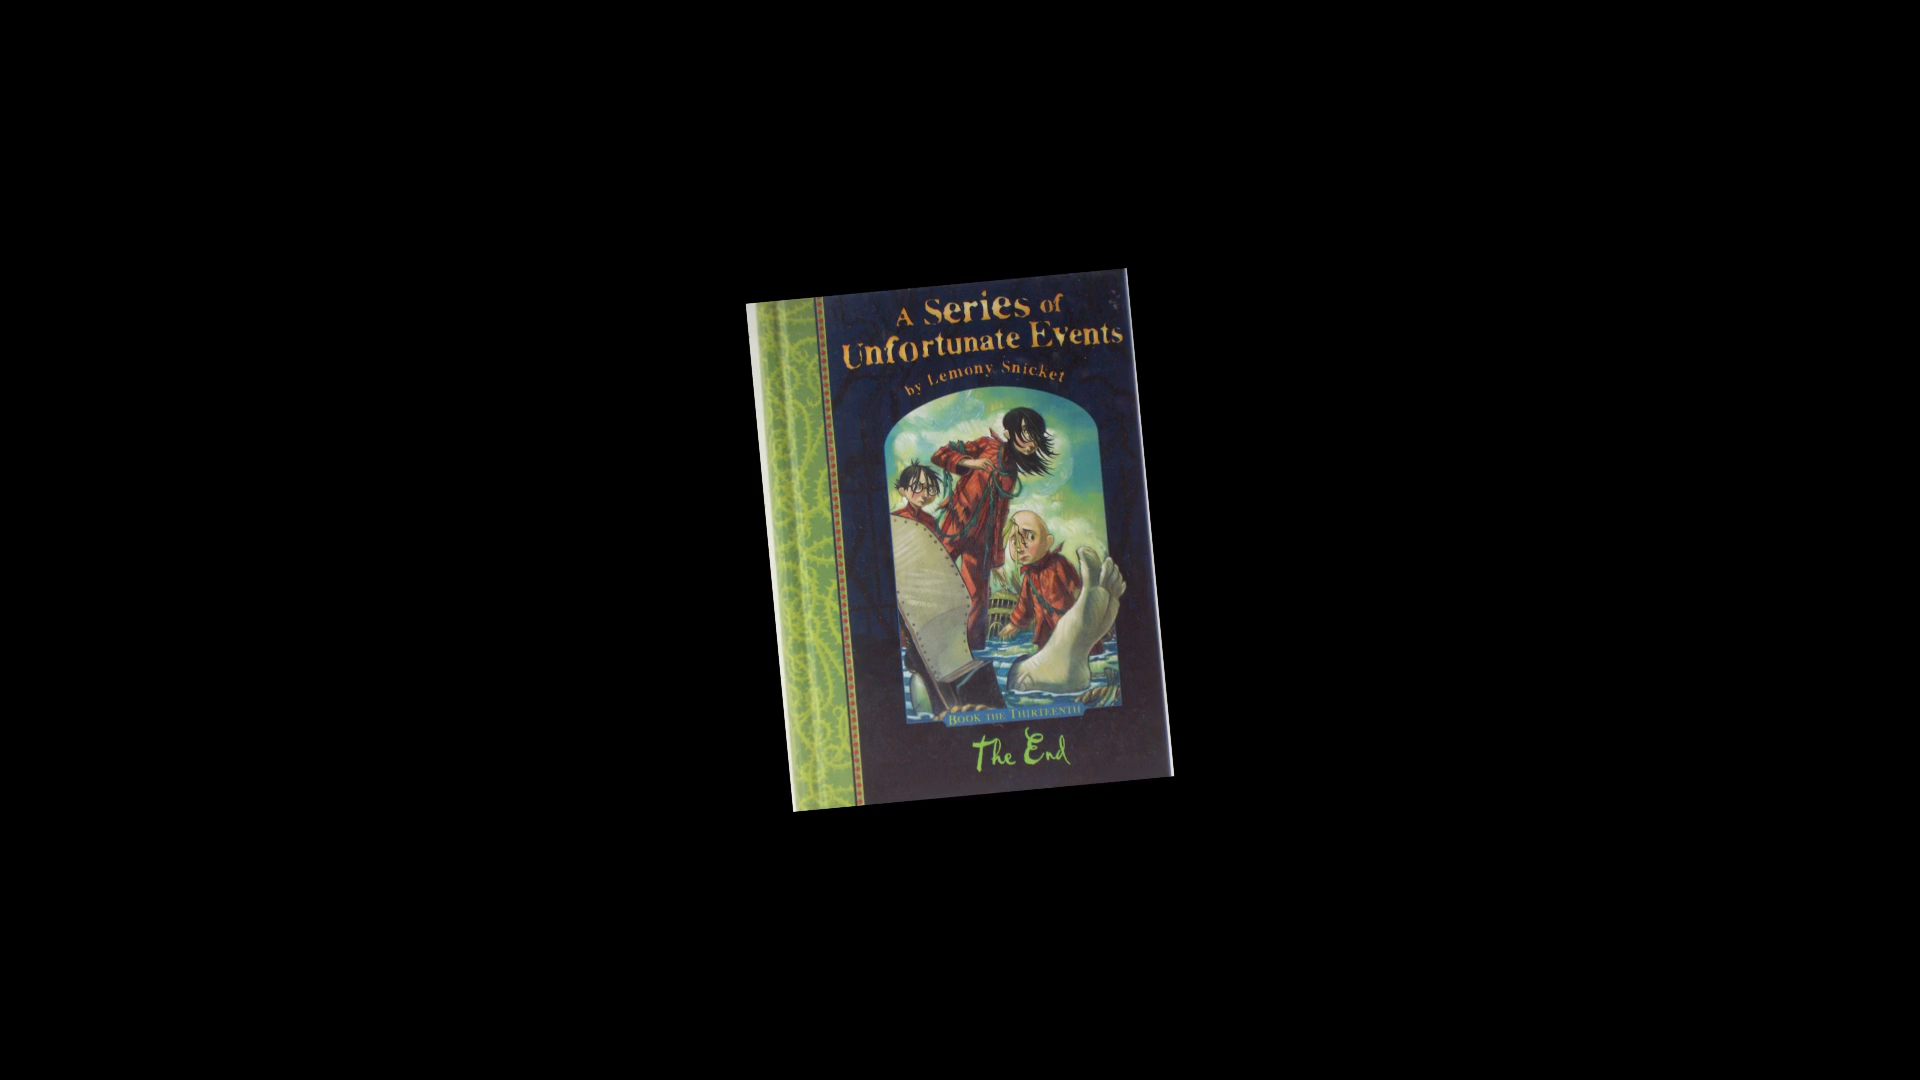 A Series of
Unfortunate Events
by Lemony Snicket
BOOK THE THIRTEENTH
The End